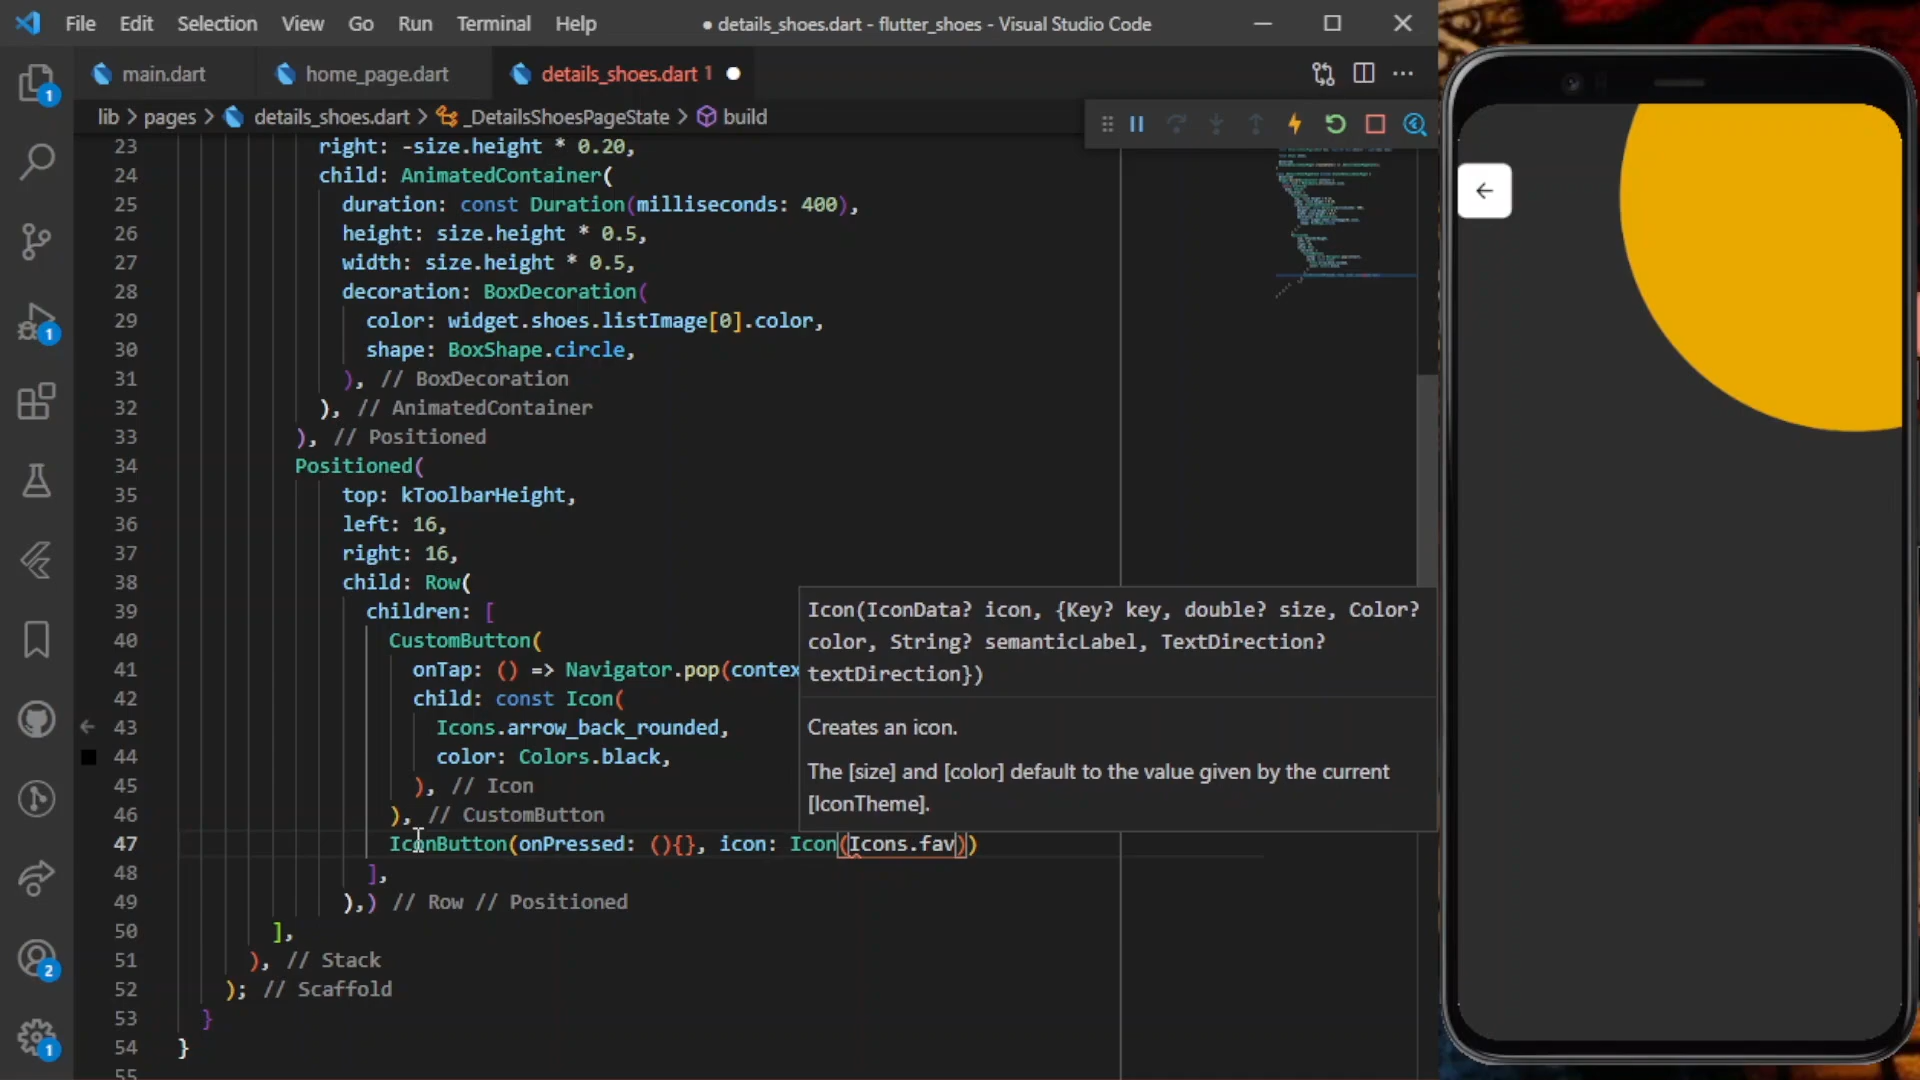 File Edit Selection View Go Run Terminal Help ● details_shoes.dart - flutter_shoes - Visual Studio Code
main.dart home_page.dart details_shoes.dart 1
lib > pages > details_shoes.dart > _DetailsShoesPageState > build
23 right: -size.height * 0.20,
24 child: AnimatedContainer(
25 duration: const Duration(milliseconds: 400),
26 height: size.height * 0.5,
27 width: size.height * 0.5,
28 decoration: BoxDecoration(
29 color: widget.shoes.listImage[0].color,
30 shape: BoxShape.circle,
31 ), // BoxDecoration
32 ), // AnimatedContainer
33 ), // Positioned
34 Positioned(
35 top: kToolbarHeight,
36 left: 16,
37 right: 16,
38 child: Row(
39 children: [
40 CustomButton(
41 onTap: () => Navigator.pop(contex
42 child: const Icon(
43 Icons.arrow_back_rounded,
44 color: Colors.black,
45 ), // Icon
46 ), // CustomButton
47 IconButton(onPressed: (){}, icon: Icon(Icons.fav))
48 ],
49 ),) // Row // Positioned
50 ],
51 ), // Stack
52 ); // Scaffold
53 }
54 }
55
Icon(IconData? icon, {Key? key, double? size, Color?
color, String? semanticLabel, TextDirection?
textDirection})
Creates an icon.
The [size] and [color] default to the value given by the current
[IconTheme].
1
1
2
1